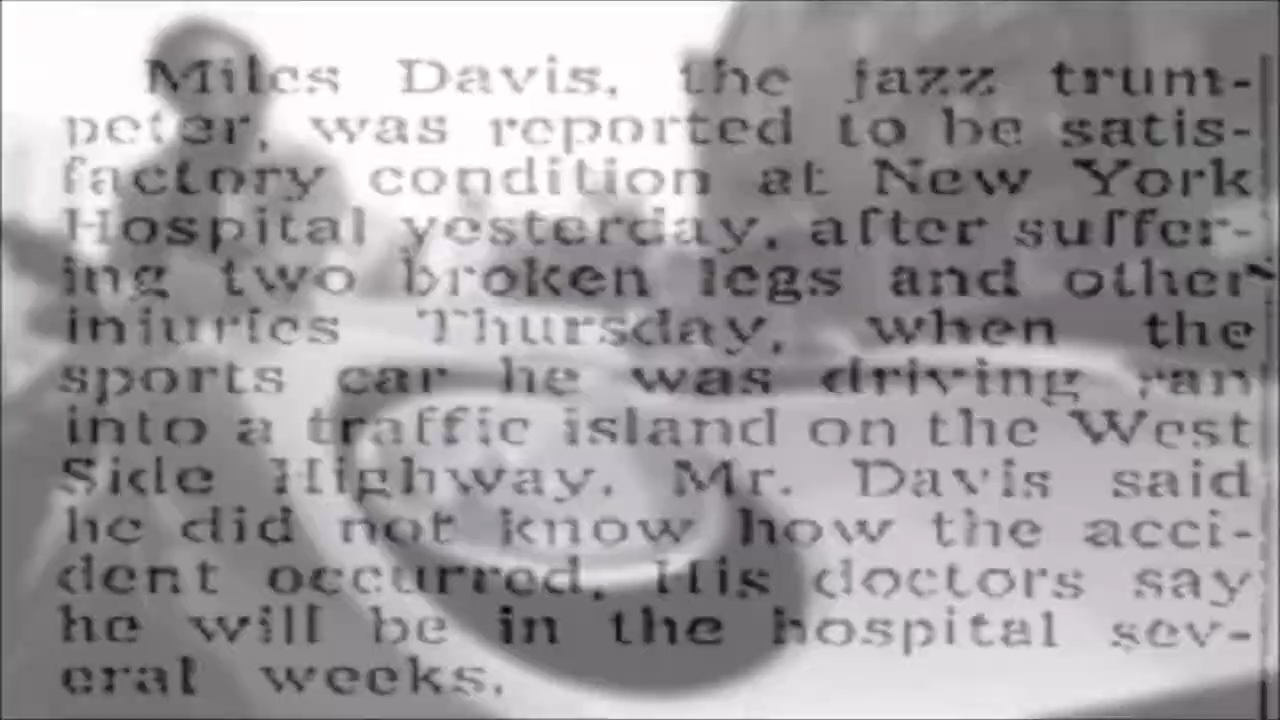 Miles Davis, the jazz trum-
peter, was reported to be satis-
factory condition at New York
Hospital yesterday, after suffer-
ing two broken legs and other
injuries Thursday, when the
sports car he was driving ran
into a traffic island on the West
Side Highway. Mr. Davis said
he did not know how the acci-
dent occurred. His doctors say
he will be in the hospital sev-
eral weeks.